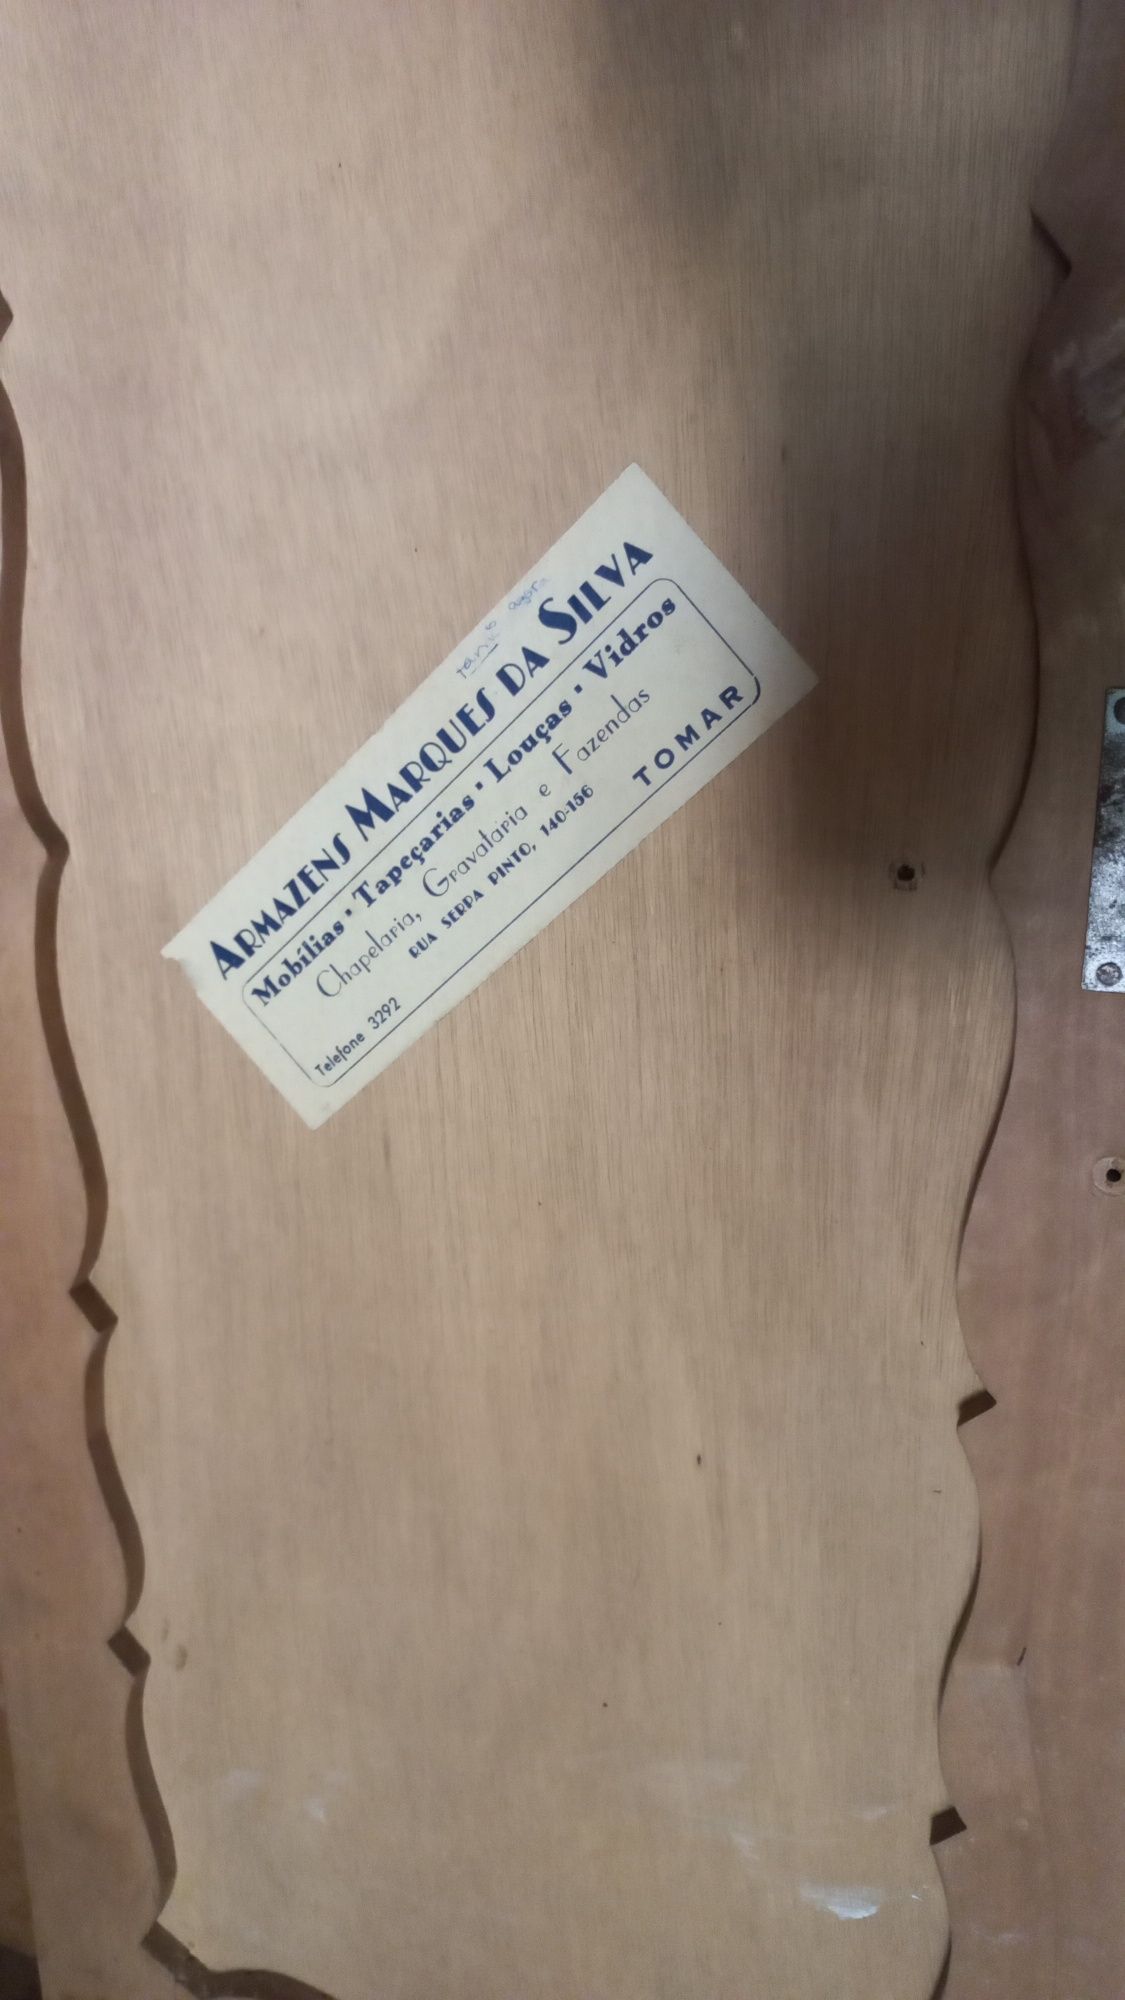 agora
ARMAZENS MARQUES DA SILVA
Mobílias · Tapeçarias · Louças · Vidros
Chapelaria, Gravataria e Fazendas
RUA SERPA PINTO, 140-156
Telefone 3292 TOMAR